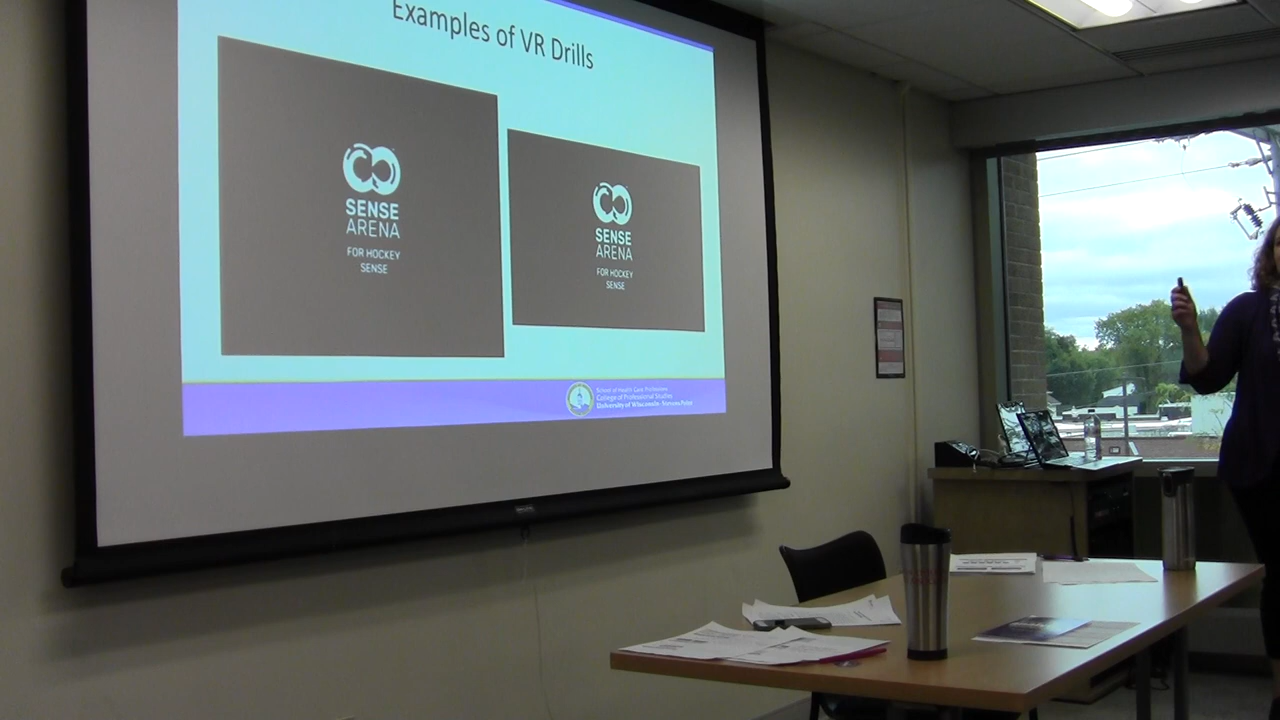 Examples of VR Drills
SENSE
ARENA
FOR HOCKEY
SENSE
SENSE
ARENA
FOR HOCKEY
SENSE
School of Health Care Professions
College of Professional Studies
University of Wisconsin - Stevens Point